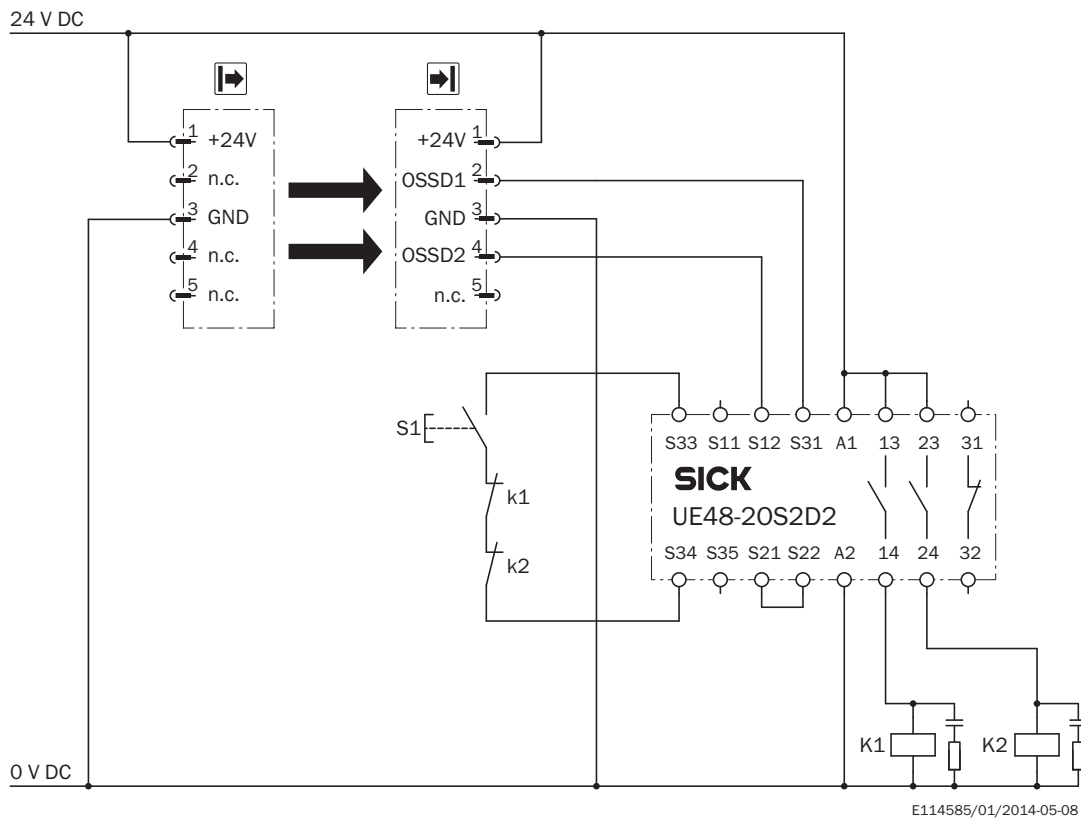 24 V DC
1 +24V
2 n.c.
3 GND
4 n.c.
5 n.c.
+24V 1
OSSD1 2
GND 3
OSSD2 4
n.c. 5
S1
k1
k2
S33 S11 S12 S31 A1 13 23 31
SICK
UE48-2OS2D2
S34 S35 S21 S22 A2 14 24 32
K1
K2
0 V DC
E114585/01/2014-05-08